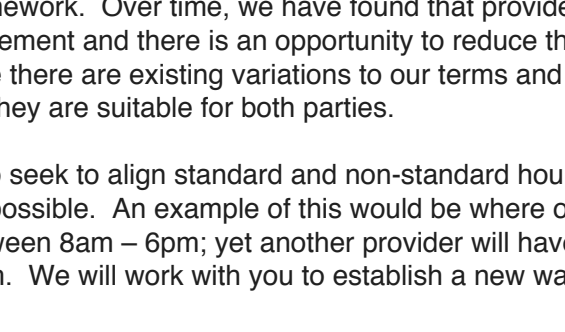 nework. Over time, we have found that provide
ement and there is an opportunity to reduce th
there are existing variations to our terms and
hey are suitable for both parties.
seek to align standard and non-standard hou
possible. An example of this would be where o
ween 8am – 6pm; yet another provider will have
We will work with you to establish a new wa